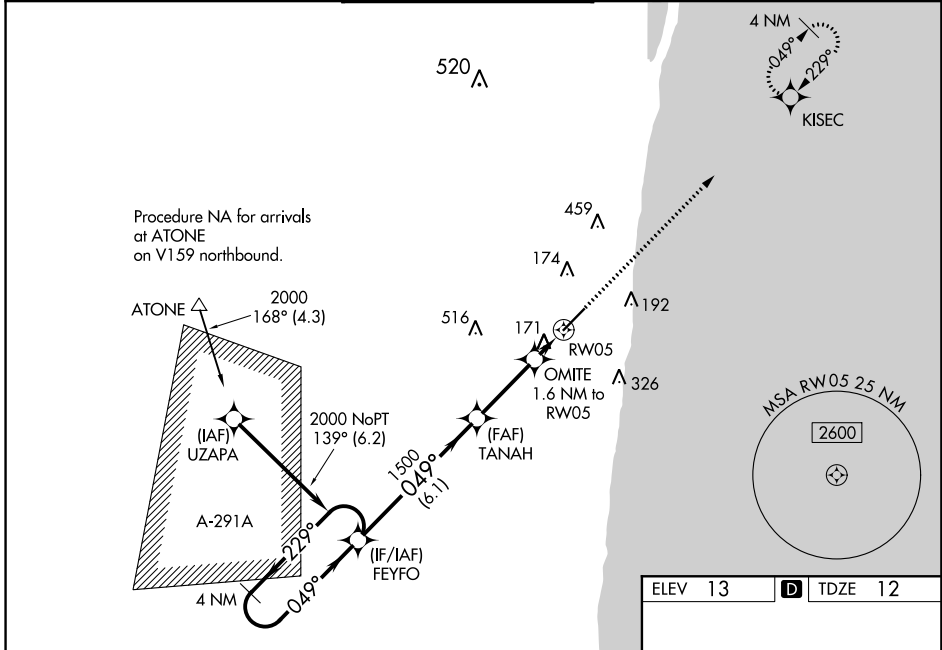 4 NM
049°
229°
KISEC
520
Procedure NA for arrivals
at ATONE
on V159 northbound.
459
174
ATONE
2000
168° (4.3)
516
171
192
RW05
OMITE
1.6 NM to
RW05
326
MSA RW05 25 NM
2600
(IAF)
UZAPA
2000 NoPT
139° (6.2)
(FAF)
TANAH
1500
049°
(6.1)
A-291A
229°
049°
(IF/IAF)
FEYFO
4 NM
ELEV 13 D TDZE 12